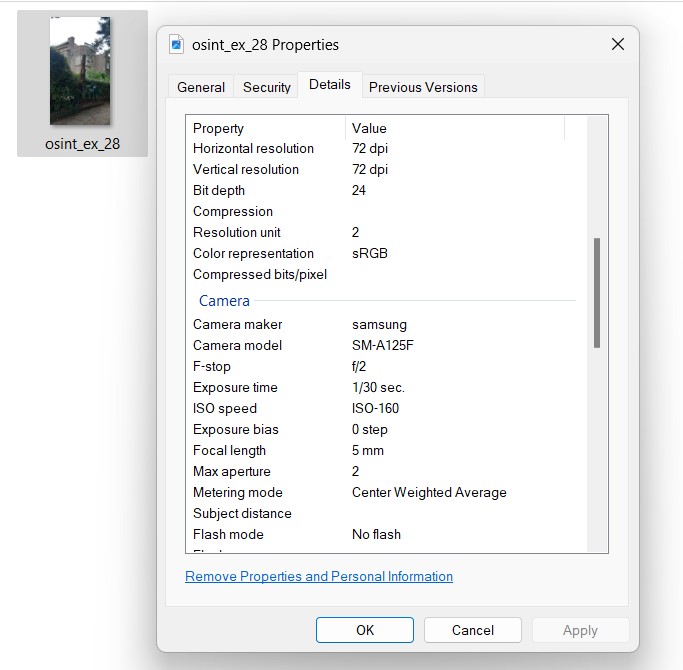 osint_ex_28 Properties
osint_ex_28
General Security Details Previous Versions
Property Value
Horizontal resolution 72 dpi
Vertical resolution 72 dpi
Bit depth 24
Compression
Resolution unit 2
Color representation sRGB
Compressed bits/pixel
Camera
Camera maker samsung
Camera model SM-A125F
F-stop f/2
Exposure time 1/30 sec.
ISO speed ISO-160
Exposure bias 0 step
Focal length 5 mm
Max aperture 2
Metering mode Center Weighted Average
Subject distance
Flash mode No flash
Remove Properties and Personal Information
OK Cancel Apply